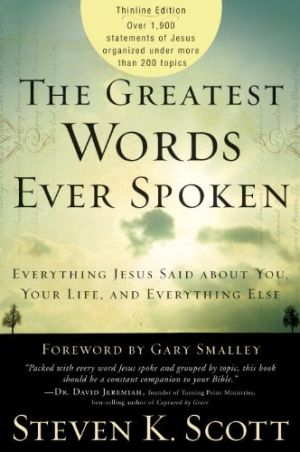 Thinline Edition
Over 1,900
statements of Jesus
organized under more
than 200 topics
THE GREATEST
WORDS
EVER SPOKEN
EVERYTHING JESUS SAID ABOUT YOU,
YOUR LIFE, AND EVERYTHING ELSE
FOREWORD BY GARY SMALLEY
"Packed with every word Jesus spoke and grouped by topic, this book
should be a constant companion to your Bible."
—DR. DAVID JEREMIAH, founder of Turning Point Ministries,
best-selling author of Captured by Grace
STEVEN K. SCOTT